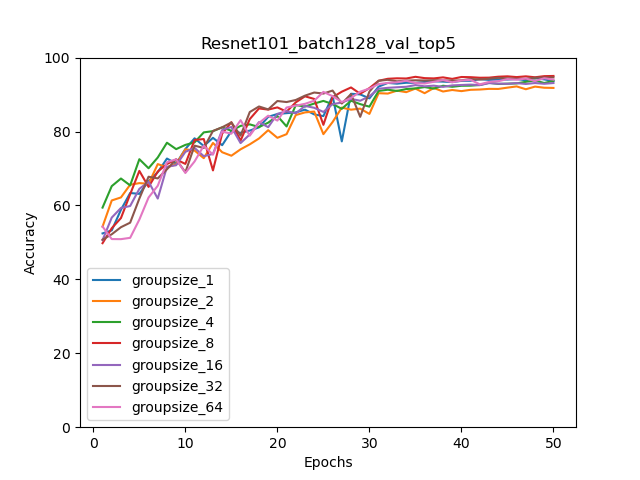 Resnet101_batch128_val_top5
100
80
60
40
20
0
Accuracy
groupsize_1
groupsize_2
groupsize_4
groupsize_8
groupsize_16
groupsize_32
groupsize_64
0 10 20 30 40 50
Epochs